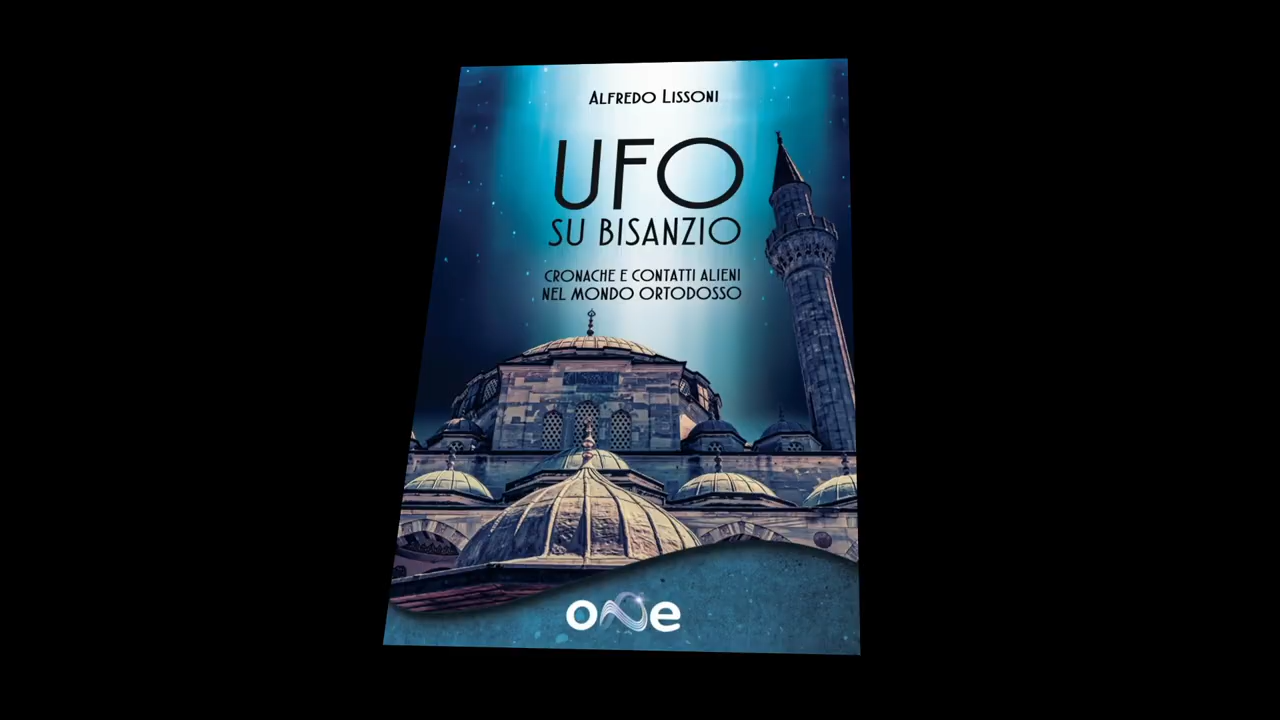 Alfredo Lissoni
UFO
SU BISANZIO
CRONACHE E CONTATTI ALIENI
NEL MONDO ORTODOSSO
one